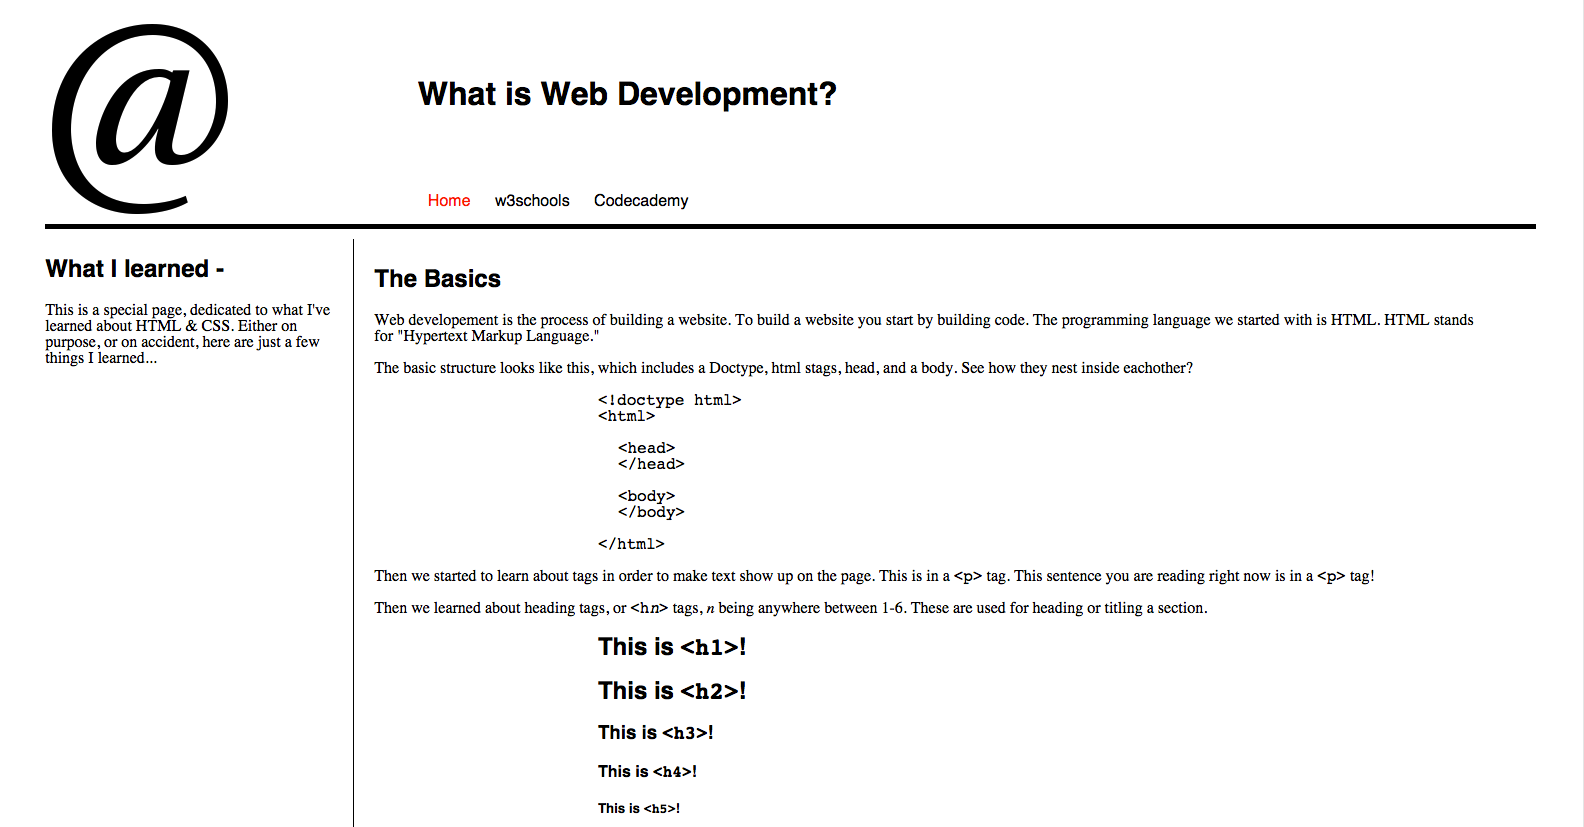 @
What is Web Development?
Home w3schools Codecademy
What I learned -
This is a special page, dedicated to what I've
learned about HTML & CSS. Either on
purpose, or on accident, here are just a few
things I learned...
The Basics
Web developement is the process of building a website. To build a website you start by building code. The programming language we started with is HTML. HTML stands
for "Hypertext Markup Language."
The basic structure looks like this, which includes a Doctype, html stags, head, and a body. See how they nest inside eachother?
<!doctype html>
<html>
<head>
</head>
<body>
</body>
</html>
Then we started to learn about tags in order to make text show up on the page. This is in a <p> tag. This sentence you are reading right now is in a <p> tag!
Then we learned about heading tags, or <hn> tags, n being anywhere between 1-6. These are used for heading or titling a section.
This is <h1>!
This is <h2>!
This is <h3>!
This is <h4>!
This is <h5>!